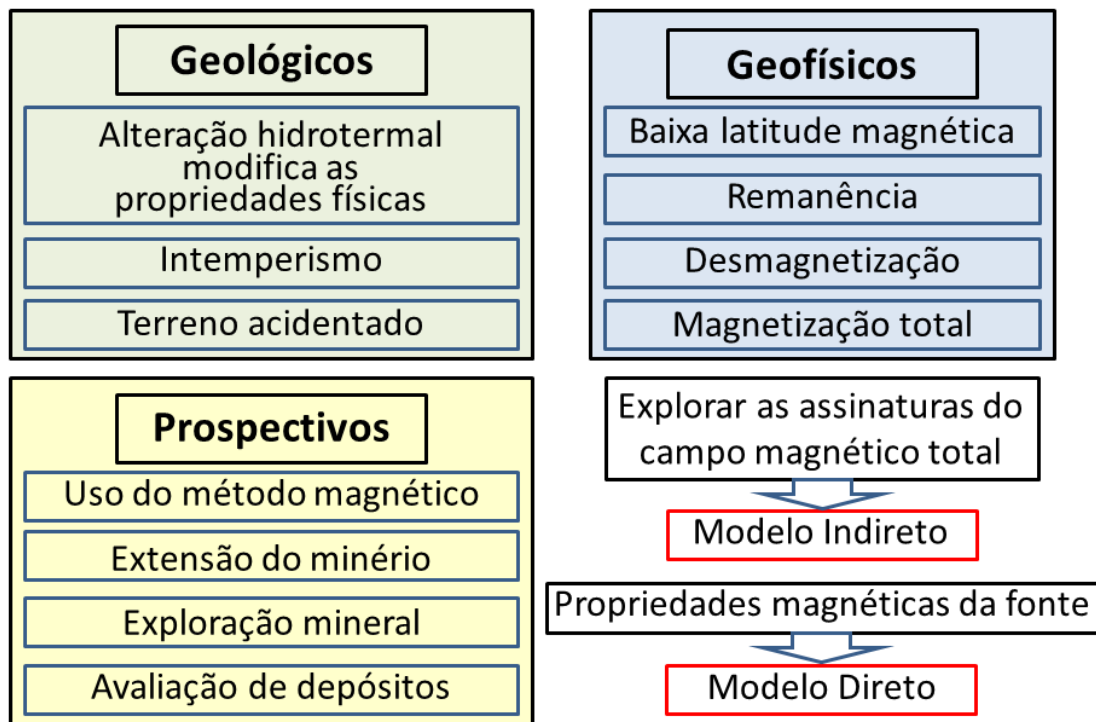 Geológicos
Alteração hidrotermal
modifica as
propriedades físicas
Intemperismo
Terreno acidentado
Geofísicos
Baixa latitude magnética
Remanência
Desmagnetização
Magnetização total
Prospectivos
Uso do método magnético
Extensão do minério
Exploração mineral
Avaliação de depósitos
Explorar as assinaturas do
campo magnético total
Modelo Indireto
Propriedades magnéticas da fonte
Modelo Direto